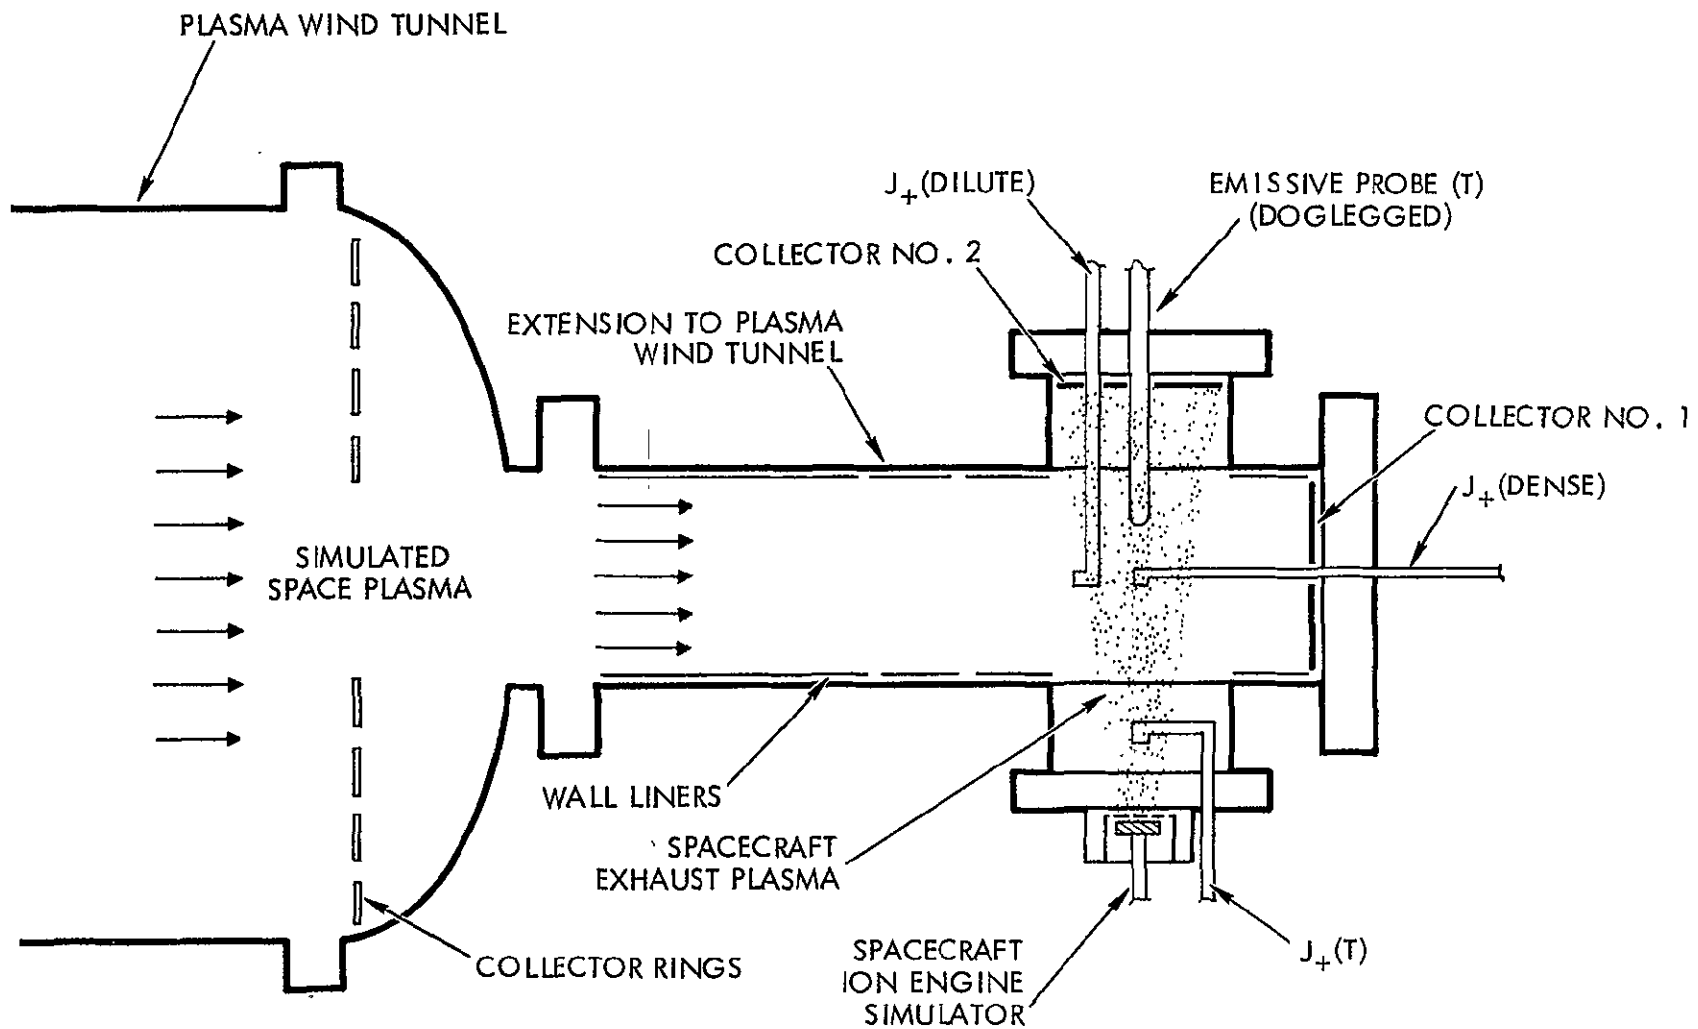 PLASMA WIND TUNNEL
J+(DILUTE)
EMISSIVE PROBE (T)
(DOGLEGGED)
COLLECTOR NO. 2
EXTENSION TO PLASMA
WIND TUNNEL
COLLECTOR NO. 1
J+(DENSE)
SIMULATED
SPACE PLASMA
WALL LINERS
SPACECRAFT
EXHAUST PLASMA
COLLECTOR RINGS
SPACECRAFT
ION ENGINE
SIMULATOR
J+(T)